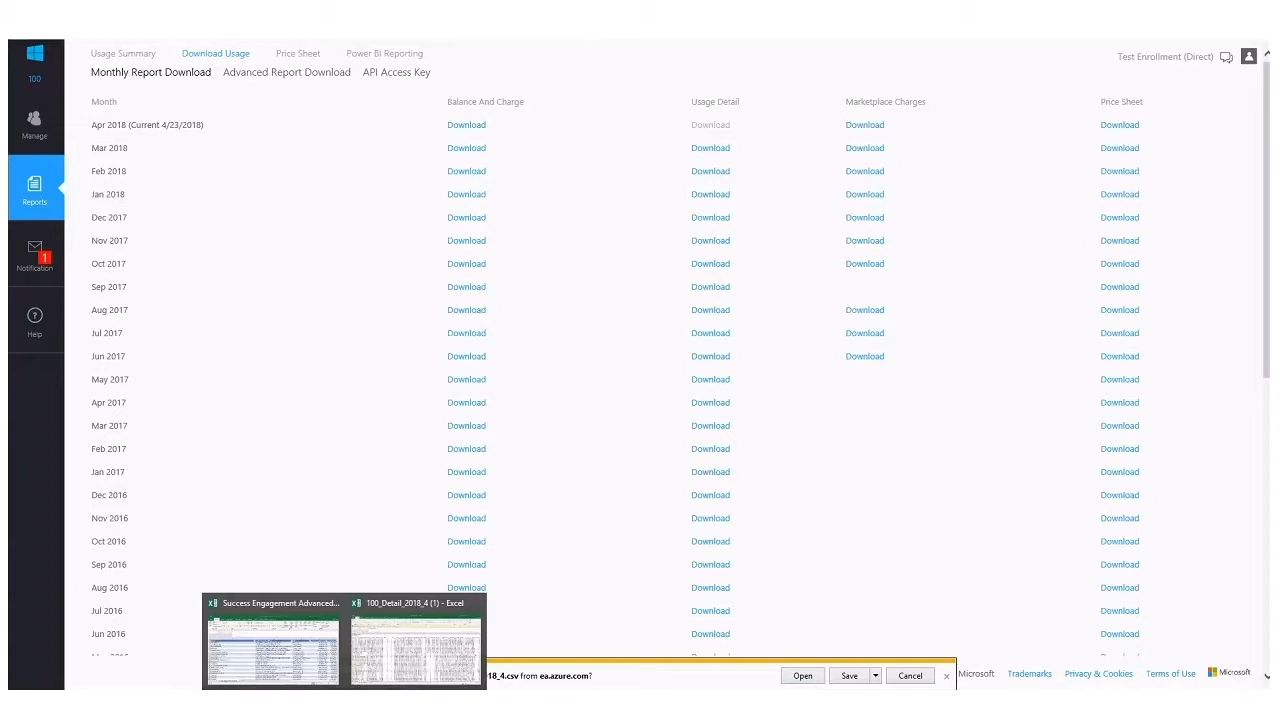 Usage Summary Download Usage Price Sheet Power BI Reporting
Test Enrollment (Direct)
Monthly Report Download Advanced Report Download API Access Key
100
Manage
Reports
1
Notification
?
Help
Month Balance And Charge Usage Detail Marketplace Charges Price Sheet
Apr 2018 (Current 4/23/2018) Download Download Download Download
Mar 2018 Download Download Download Download
Feb 2018 Download Download Download Download
Jan 2018 Download Download Download Download
Dec 2017 Download Download Download Download
Nov 2017 Download Download Download Download
Oct 2017 Download Download Download Download
Sep 2017 Download Download Download
Aug 2017 Download Download Download Download
Jul 2017 Download Download Download Download
Jun 2017 Download Download Download Download
May 2017 Download Download Download
Apr 2017 Download Download Download
Mar 2017 Download Download Download
Feb 2017 Download Download Download
Jan 2017 Download Download Download
Dec 2016 Download Download Download
Nov 2016 Download Download Download
Oct 2016 Download Download Download
Sep 2016 Download Download Download
Aug 2016 Download Download Download
Jul 2016 Download Download
Jun 2016 Download Download
Success Engagement Advanced... 100_Detail_2018_4 (1) - Excel
18_4.csv from ea.azure.com? Open Save Cancel ×
Microsoft Trademarks Privacy & Cookies Terms of Use Microsoft